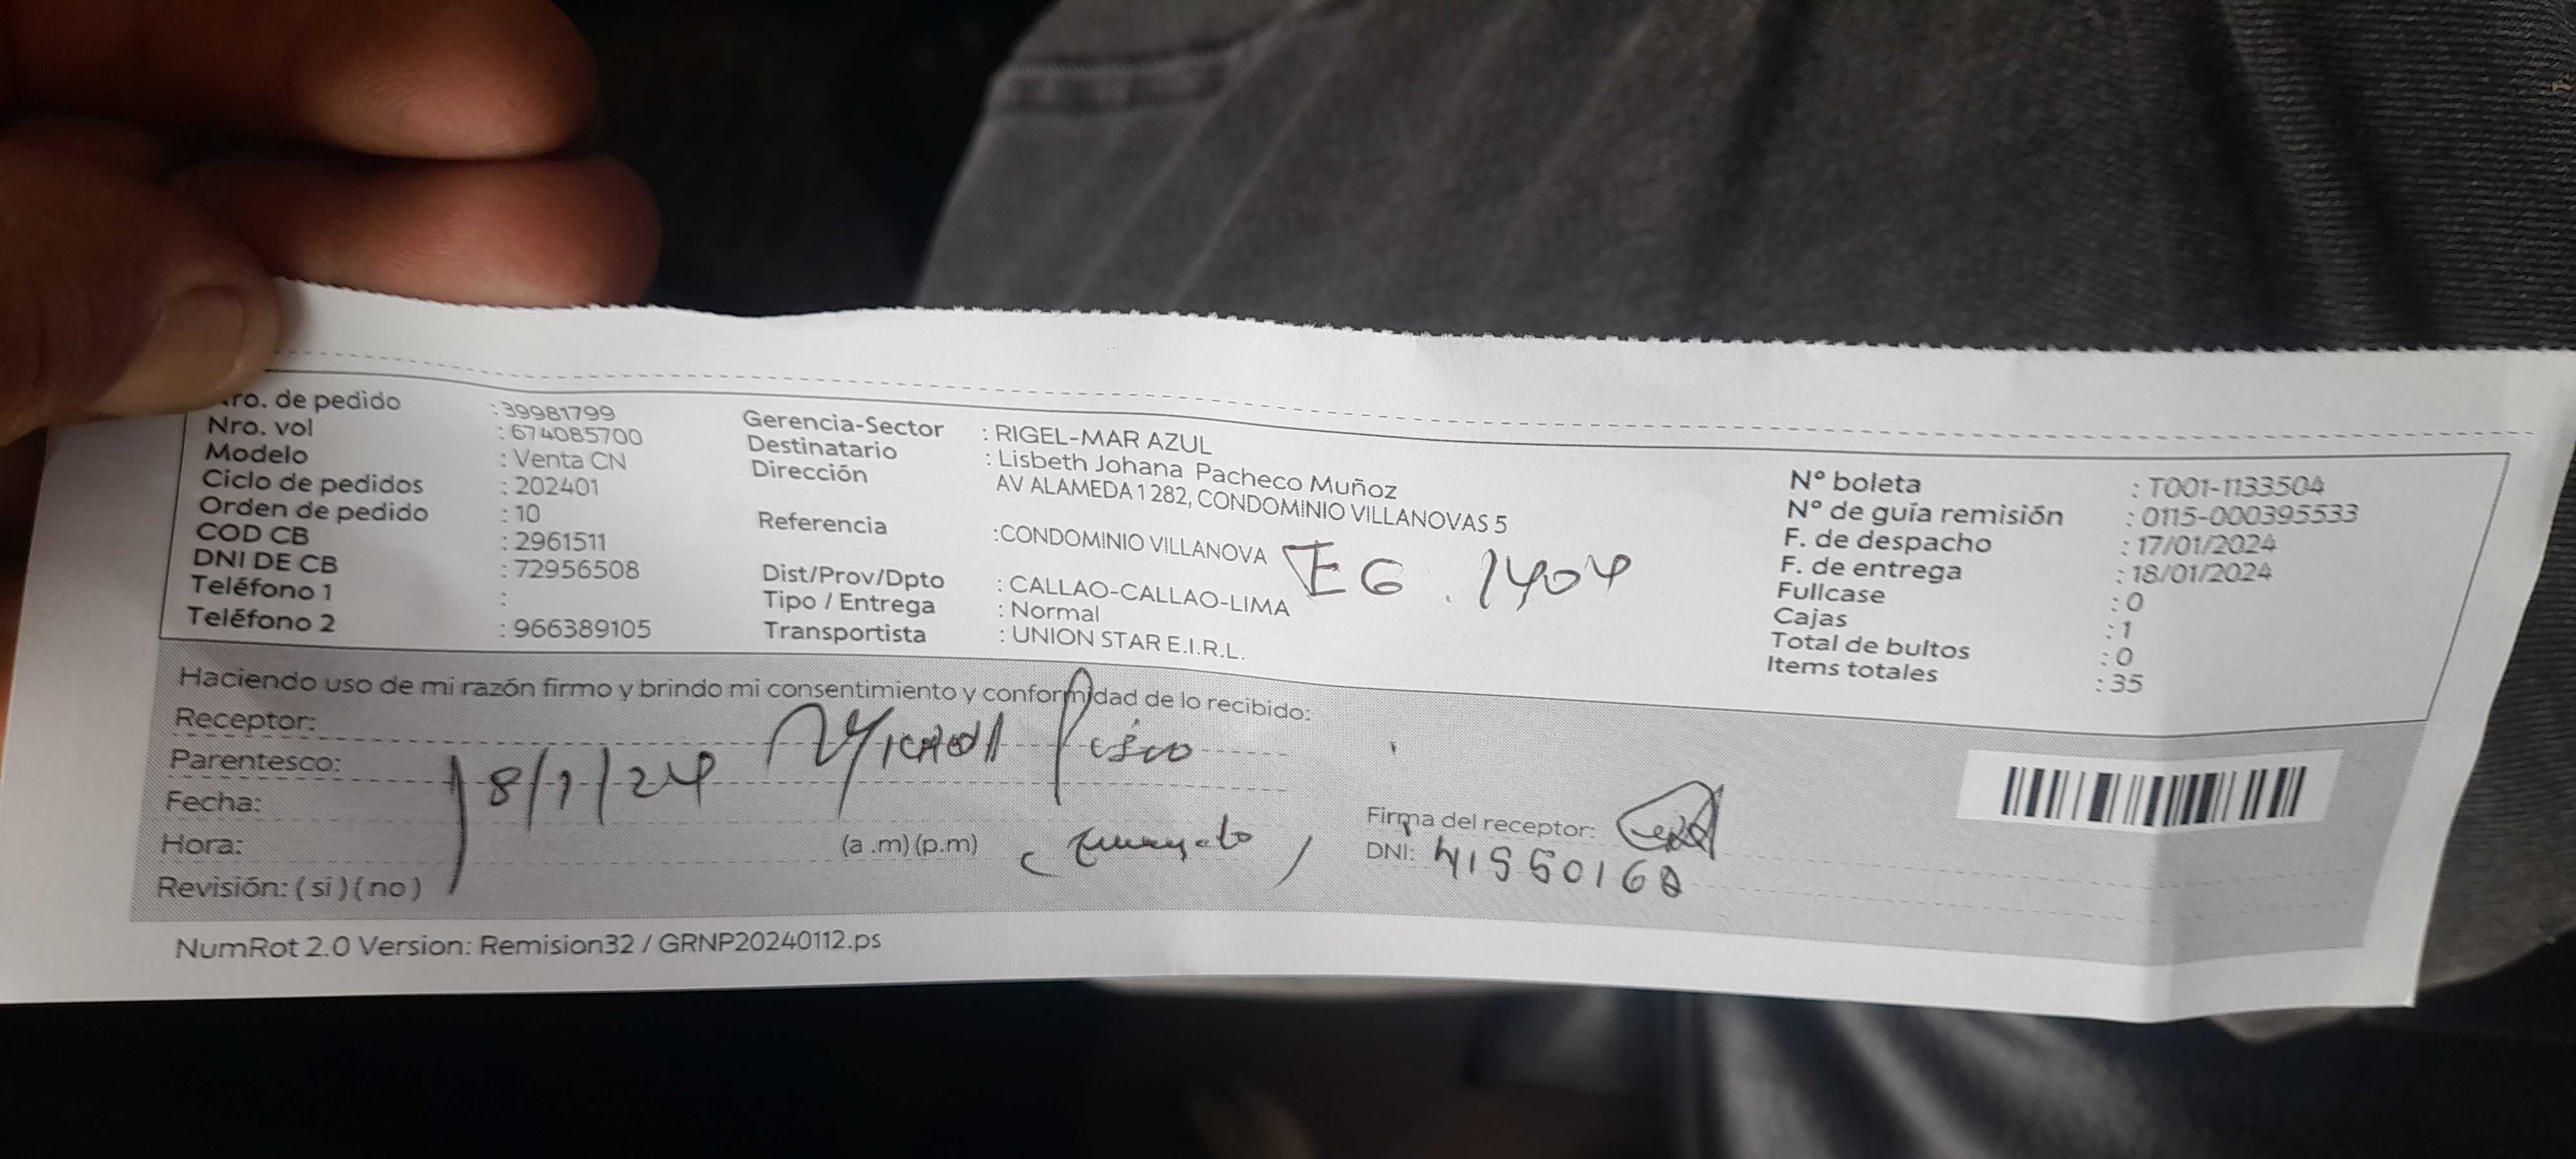 Nro. de pedido : 39981799
Nro. vol : 674085700
Modelo : Venta CN
Ciclo de pedidos : 202401
Orden de pedido : 10
COD CB : 2961511
DNI DE CB : 72956508
Teléfono 1 :
Teléfono 2 : 966389105
Gerencia-Sector : RIGEL-MAR AZUL
Destinatario : Lisbeth Johana Pacheco Muñoz
Dirección AV ALAMEDA 1 282, CONDOMINIO VILLANOVAS 5
Referencia :CONDOMINIO VILLANOVA
TE6. 1404
Dist/Prov/Dpto : CALLAO-CALLAO-LIMA
Tipo / Entrega : Normal
Transportista : UNION STAR E.I.R.L.
N° boleta : T001-1133504
N° de guía remisión : 0115-000395533
F. de despacho : 17/01/2024
F. de entrega : 18/01/2024
Fullcase : 0
Cajas : 1
Total de bultos : 0
Items totales : 35
Haciendo uso de mi razón firmo y brindo mi consentimiento y conformidad de lo recibido:
Receptor:
Parentesco:
Fecha: 18/1/24
Hora: (a .m) (p.m)
Revisión: ( si ) ( no )
Firma del receptor:
DNI:
NumRot 2.0 Version: Remision32 / GRNP20240112.ps